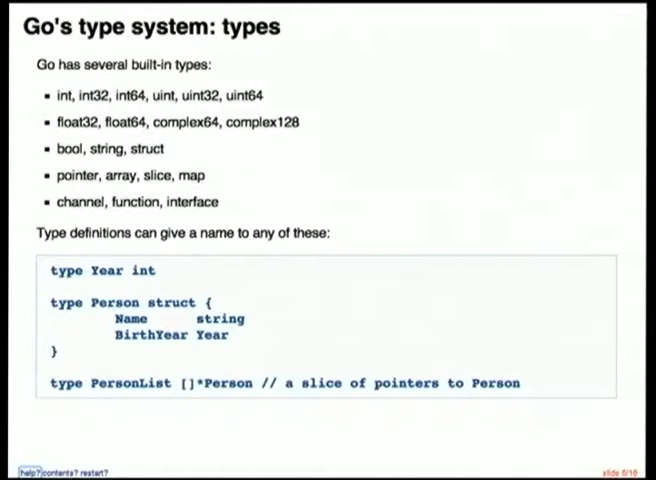 Go's type system: types
Go has several built-in types:
▪ int, int32, int64, uint, uint32, uint64
▪ float32, float64, complex64, complex128
▪ bool, string, struct
▪ pointer, array, slice, map
▪ channel, function, interface
Type definitions can give a name to any of these:
type Year int
type Person struct {
        Name      string
        BirthYear Year
}
type PersonList []*Person // a slice of pointers to Person
help? contents? restart?
slide 6/16